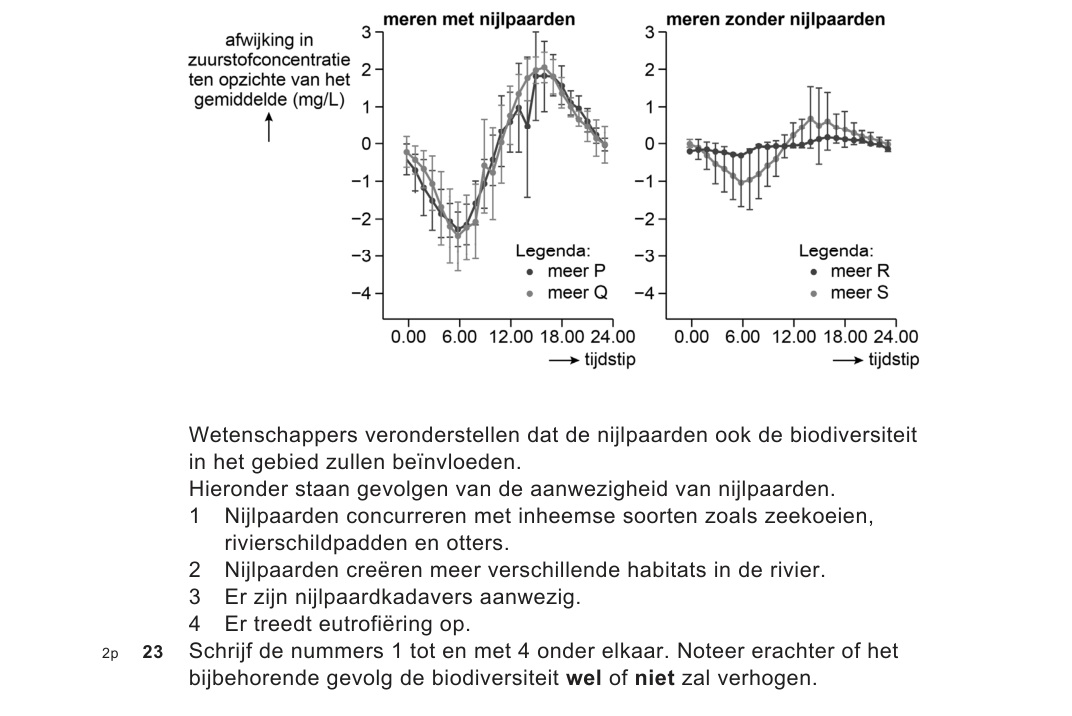 meren met nijlpaarden
meren zonder nijlpaarden
afwijking in
zuurstofconcentratie
ten opzichte van het
gemiddelde (mg/L)
3
2
1
0
−1
−2
−3
−4
Legenda:
meer P
meer Q
0.00 6.00 12.00 18.00 24.00
tijdstip
3
2
1
0
−1
−2
−3
−4
Legenda:
meer R
meer S
0.00 6.00 12.00 18.00 24.00
tijdstip
Wetenschappers veronderstellen dat de nijlpaarden ook de biodiversiteit
in het gebied zullen beïnvloeden.
Hieronder staan gevolgen van de aanwezigheid van nijlpaarden.
1 Nijlpaarden concurreren met inheemse soorten zoals zeekoeien,
rivierschildpadden en otters.
2 Nijlpaarden creëren meer verschillende habitats in de rivier.
3 Er zijn nijlpaardkadavers aanwezig.
4 Er treedt eutrofiëring op.
2p 23 Schrijf de nummers 1 tot en met 4 onder elkaar. Noteer erachter of het
bijbehorende gevolg de biodiversiteit wel of niet zal verhogen.